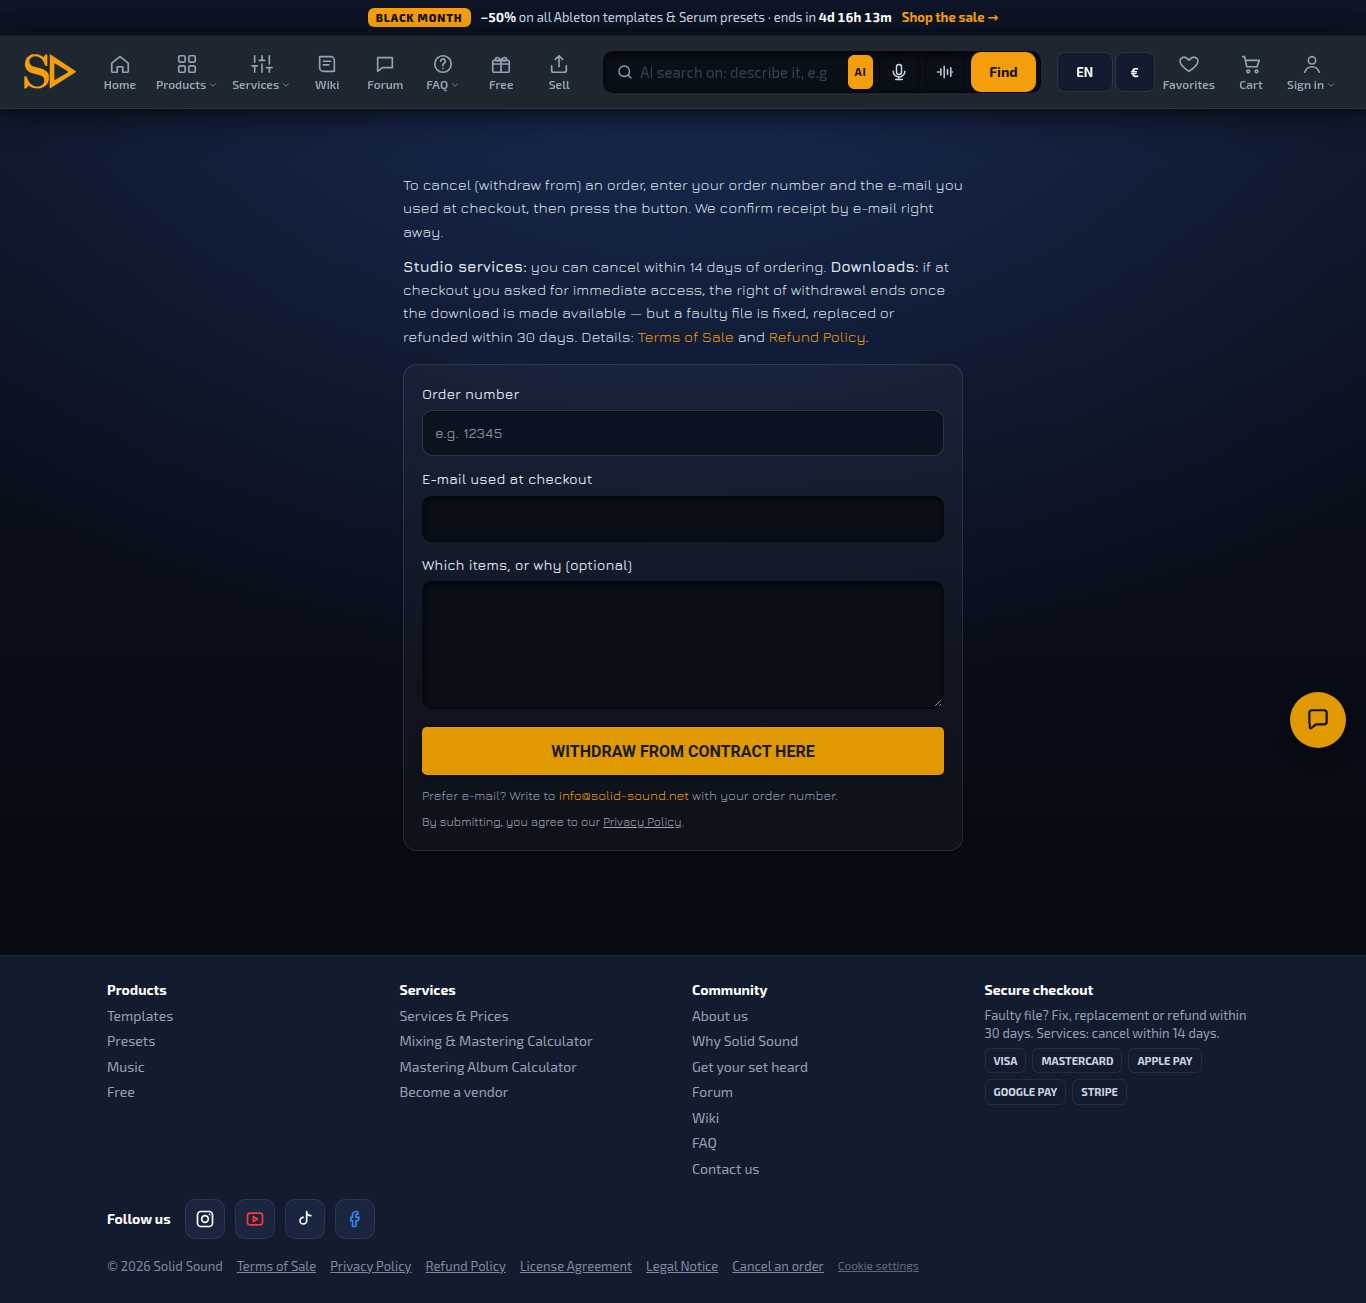 BLACK MONTH −50% on all Ableton templates & Serum presets · ends in 4d 16h 13m Shop the sale →
SD
Home Products Services Wiki Forum FAQ Free Sell
AI search on: describe it, e.g AI Find
EN € Favorites Cart Sign in
To cancel (withdraw from) an order, enter your order number and the e-mail you
used at checkout, then press the button. We confirm receipt by e-mail right
away.
Studio services: you can cancel within 14 days of ordering. Downloads: if at
checkout you asked for immediate access, the right of withdrawal ends once
the download is made available — but a faulty file is fixed, replaced or
refunded within 30 days. Details: Terms of Sale and Refund Policy.
Order number
e.g. 12345
E-mail used at checkout
Which items, or why (optional)
WITHDRAW FROM CONTRACT HERE
Prefer e-mail? Write to info@solid-sound.net with your order number.
By submitting, you agree to our Privacy Policy.
Products
Templates
Presets
Music
Free
Services
Services & Prices
Mixing & Mastering Calculator
Mastering Album Calculator
Become a vendor
Community
About us
Why Solid Sound
Get your set heard
Forum
Wiki
FAQ
Contact us
Secure checkout
Faulty file? Fix, replacement or refund within
30 days. Services: cancel within 14 days.
VISA MASTERCARD APPLE PAY
GOOGLE PAY STRIPE
Follow us
© 2026 Solid Sound Terms of Sale Privacy Policy Refund Policy License Agreement Legal Notice Cancel an order Cookie settings